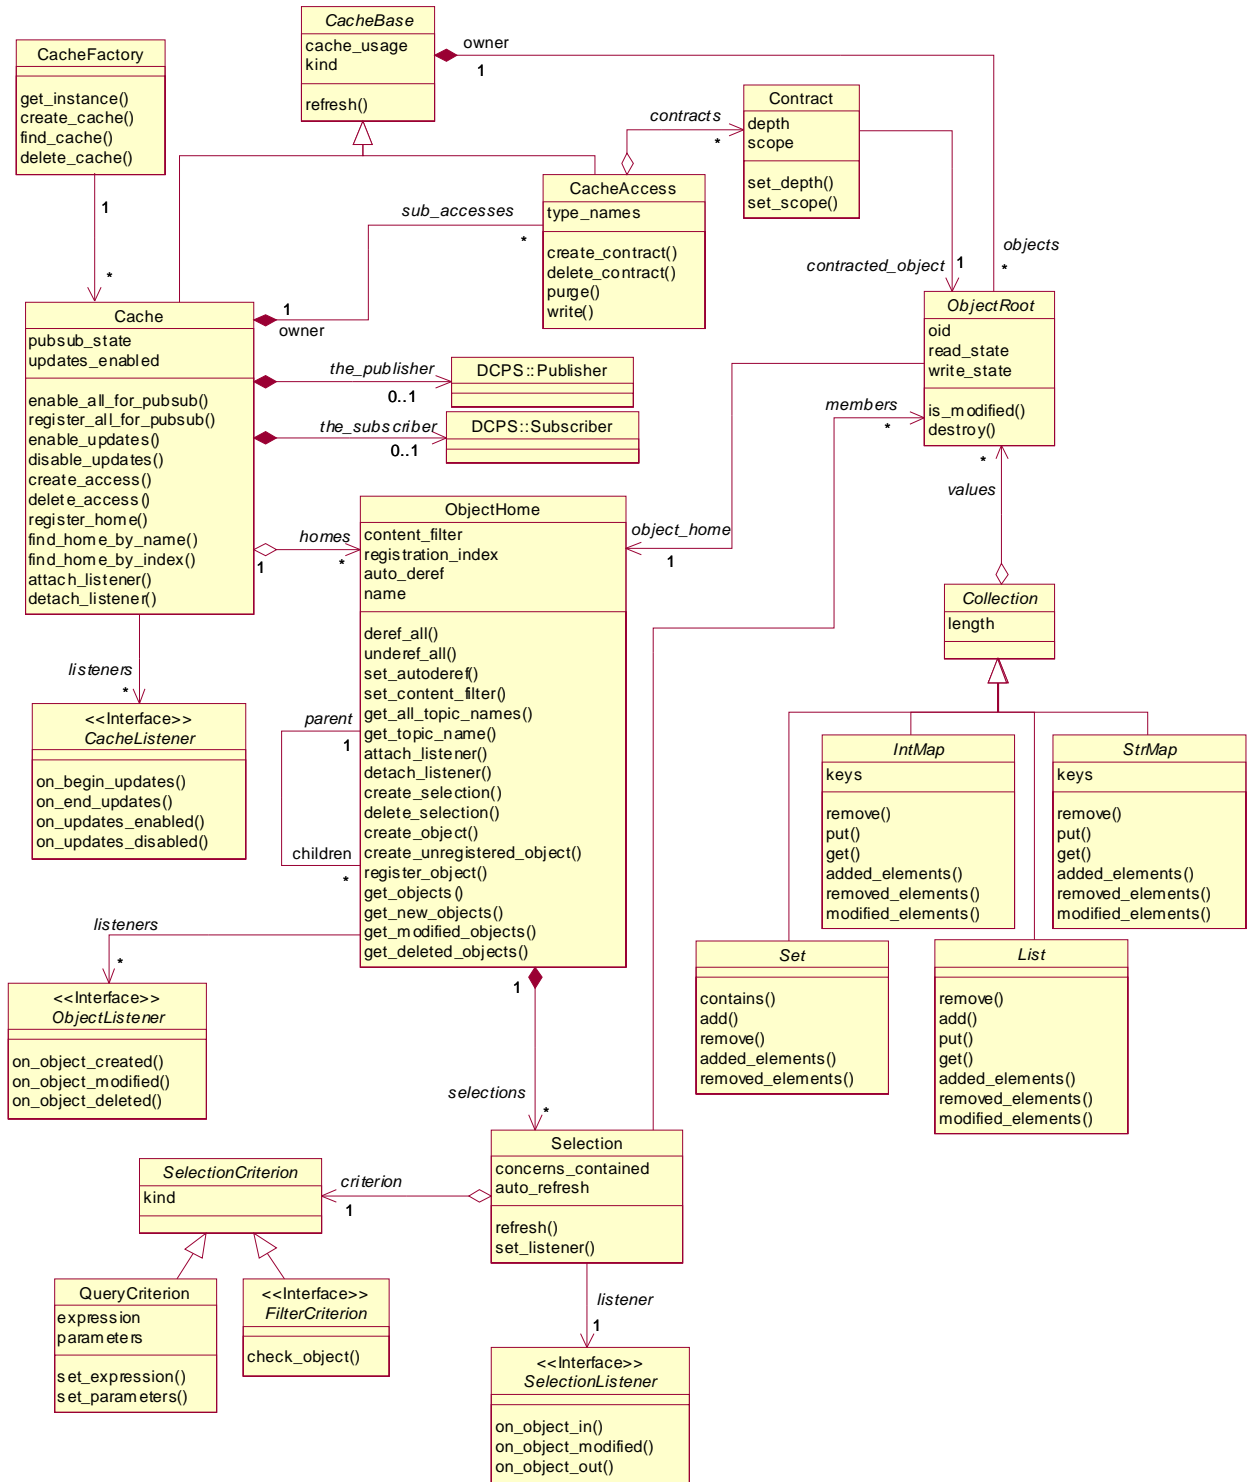 CacheBase
cache_usage
kind
refresh()
owner
1
CacheFactory
get_instance()
create_cache()
find_cache()
delete_cache()
1
*
contracts
*
Contract
depth
scope
set_depth()
set_scope()
CacheAccess
type_names
create_contract()
delete_contract()
purge()
write()
sub_accesses
*
1
owner
objects
*
contracted_object
1
ObjectRoot
oid
read_state
write_state
is_modified()
destroy()
Cache
pubsub_state
updates_enabled
enable_all_for_pubsub()
register_all_for_pubsub()
enable_updates()
disable_updates()
create_access()
delete_access()
register_home()
find_home_by_name()
find_home_by_index()
attach_listener()
detach_listener()
the_publisher
0..1
DCPS::Publisher
the_subscriber
0..1
DCPS::Subscriber
members
*
*
values
homes
1
*
object_home
1
ObjectHome
content_filter
registration_index
auto_deref
name
deref_all()
underef_all()
set_autoderef()
set_content_filter()
get_all_topic_names()
get_topic_name()
attach_listener()
detach_listener()
create_selection()
delete_selection()
create_object()
create_unregistered_object()
register_object()
get_objects()
get_new_objects()
get_modified_objects()
get_deleted_objects()
parent
1
children
*
Collection
length
listeners
*
<<Interface>>
CacheListener
on_begin_updates()
on_end_updates()
on_updates_enabled()
on_updates_disabled()
IntMap
keys
remove()
put()
get()
added_elements()
removed_elements()
modified_elements()
StrMap
keys
remove()
put()
get()
added_elements()
removed_elements()
modified_elements()
listeners
*
<<Interface>>
ObjectListener
on_object_created()
on_object_modified()
on_object_deleted()
Set
contains()
add()
remove()
added_elements()
removed_elements()
List
remove()
add()
put()
get()
added_elements()
removed_elements()
modified_elements()
1
selections
*
Selection
concerns_contained
auto_refresh
refresh()
set_listener()
criterion
1
SelectionCriterion
kind
QueryCriterion
expression
parameters
set_expression()
set_parameters()
<<Interface>>
FilterCriterion
check_object()
listener
1
<<Interface>>
SelectionListener
on_object_in()
on_object_modified()
on_object_out()